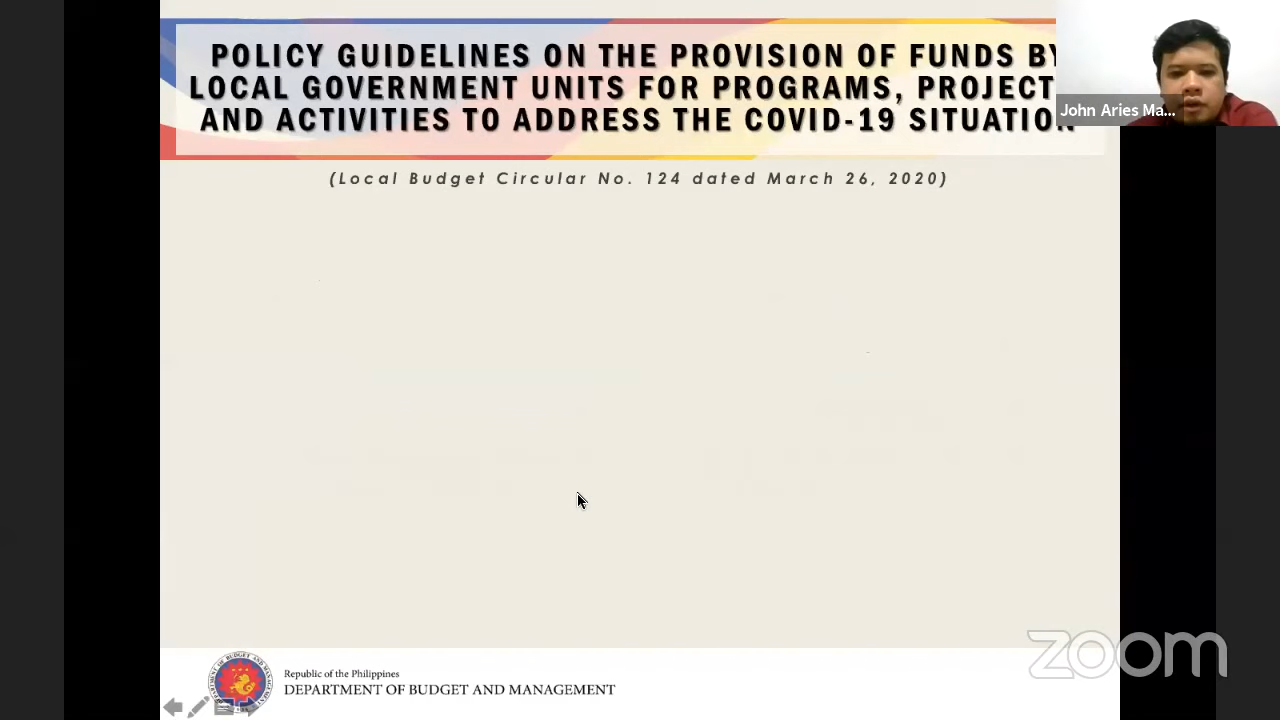 POLICY GUIDELINES ON THE PROVISION OF FUNDS BY
LOCAL GOVERNMENT UNITS FOR PROGRAMS, PROJECT
AND ACTIVITIES TO ADDRESS THE COVID-19 SITUATION
John Aries Ma...
(Local Budget Circular No. 124 dated March 26, 2020)
Republic of the Philippines
DEPARTMENT OF BUDGET AND MANAGEMENT
zoom